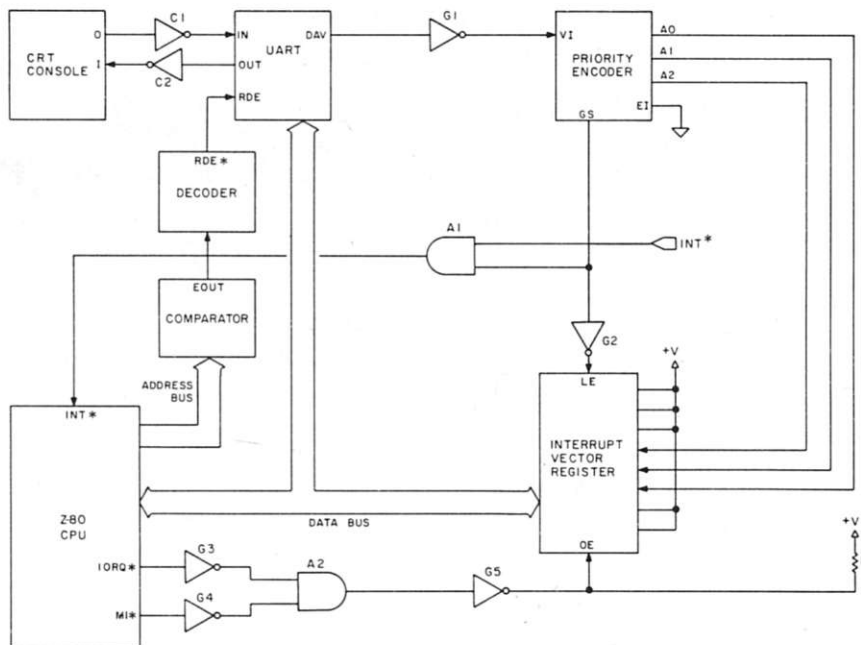 CRT
CONSOLE
O
I
C1
C2
IN
OUT
RDE
DAV
UART
G1
VI
PRIORITY
ENCODER
A0
A1
A2
EI
GS
RDE*
DECODER
A1
INT*
EOUT
COMPARATOR
G2
+V
ADDRESS
BUS
LE
INT*
INTERRUPT
VECTOR
REGISTER
Z-80
CPU
DATA BUS
+V
OE
IORQ*
G3
A2
G5
G4
MI*